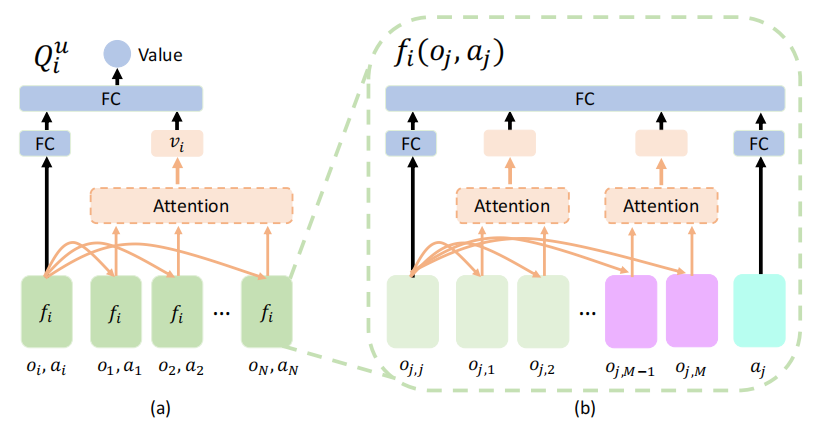 Q_i^u
Value
FC
FC
v_i
Attention
f_i f_i f_i ... f_i
o_i, a_i o_1, a_1 o_2, a_2 o_N, a_N
(a)
f_i(o_j, a_j)
FC
FC FC
Attention Attention
...
o_{j,j} o_{j,1} o_{j,2} o_{j,M-1} o_{j,M} a_j
(b)